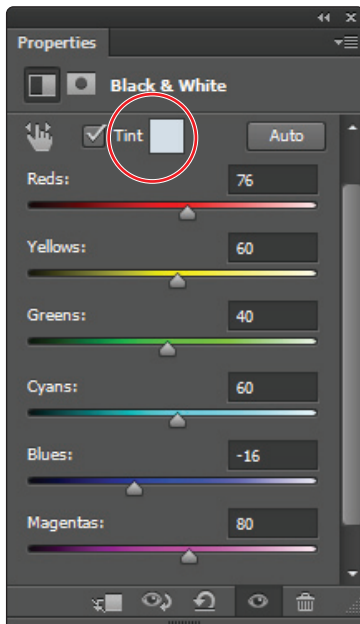 Properties
Black & White
Tint Auto
Reds: 76
Yellows: 60
Greens: 40
Cyans: 60
Blues: -16
Magentas: 80